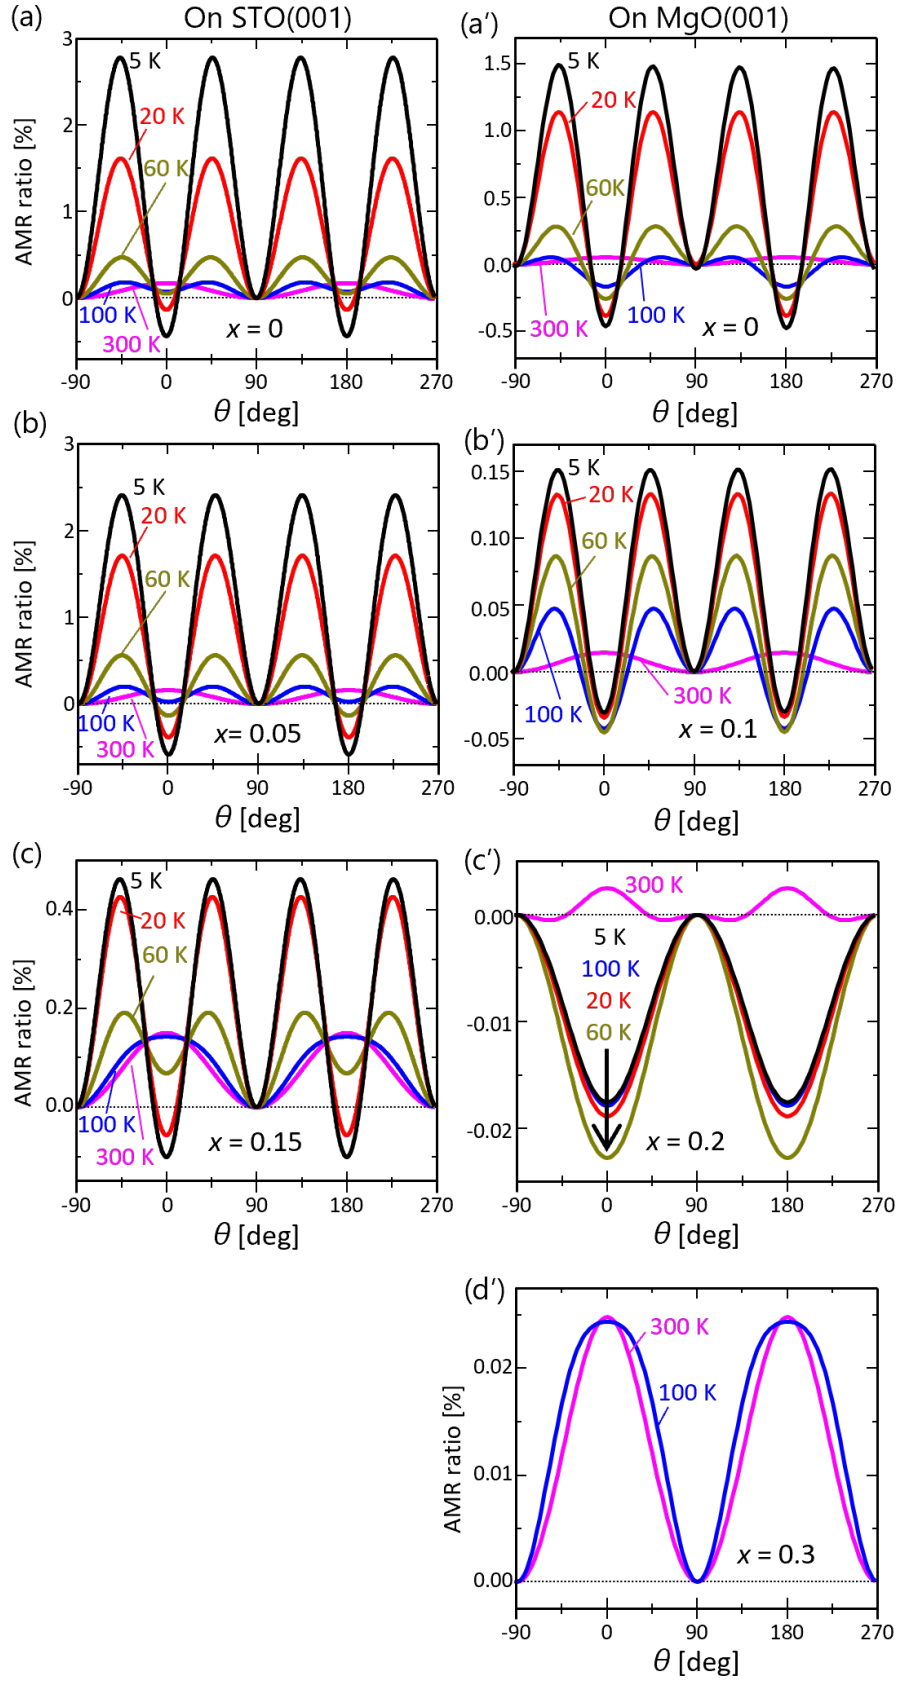 On STO(001)
(a)
3
2
1
0
AMR ratio [%]
5 K
20 K
60 K
100 K
300 K
x = 0
-90 0 90 180 270
θ [deg]
On MgO(001)
(a′)
1.5
1.0
0.5
0.0
-0.5
5 K
20 K
60K
300 K
100 K
x = 0
-90 0 90 180 270
θ [deg]
(b)
3
2
1
0
AMR ratio [%]
5 K
20 K
60 K
100 K
300 K
x= 0.05
-90 0 90 180 270
θ [deg]
(b′)
0.15
0.10
0.05
0.00
-0.05
5 K
20 K
60 K
100 K
300 K
x = 0.1
-90 0 90 180 270
θ [deg]
(c)
0.4
0.2
0.0
AMR ratio [%]
5 K
20 K
60 K
100 K
300 K
x = 0.15
-90 0 90 180 270
θ [deg]
(c′)
0.00
-0.01
-0.02
300 K
5 K
100 K
20 K
60 K
x = 0.2
-90 0 90 180 270
θ [deg]
(d′)
0.02
0.01
0.00
AMR ratio [%]
300 K
100 K
x = 0.3
-90 0 90 180 270
θ [deg]